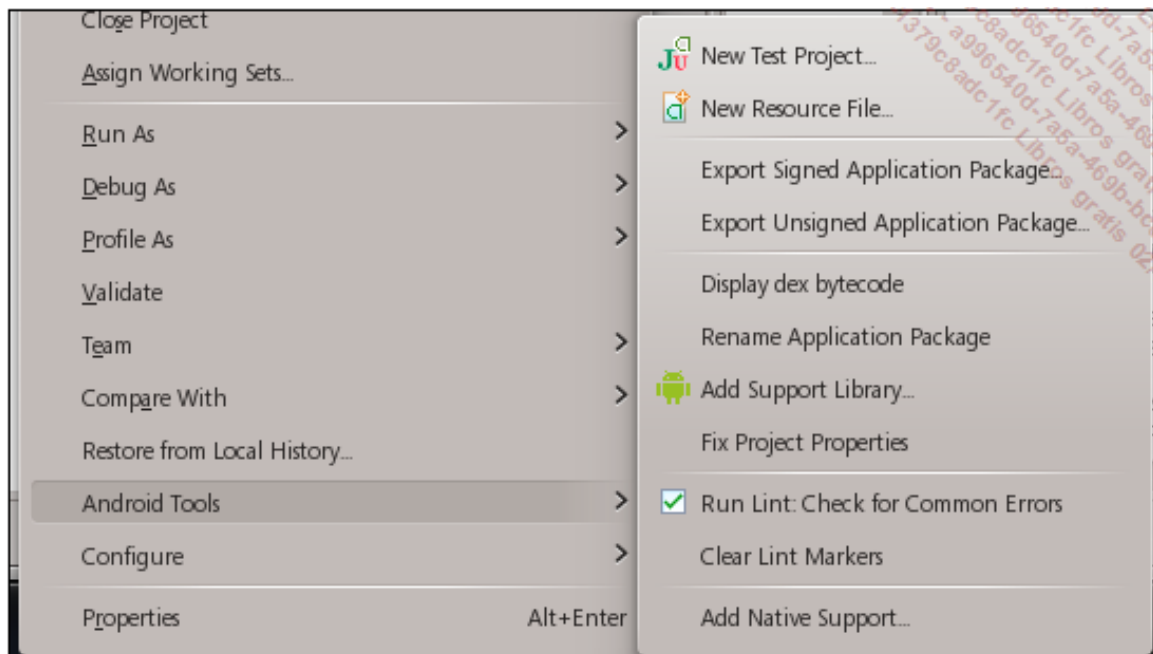 Close Project
Assign Working Sets...
Run As
Debug As
Profile As
Validate
Team
Compare With
Restore from Local History...
Android Tools
Configure
Properties Alt+Enter
New Test Project...
New Resource File...
Export Signed Application Package...
Export Unsigned Application Package...
Display dex bytecode
Rename Application Package
Add Support Library...
Fix Project Properties
Run Lint: Check for Common Errors
Clear Lint Markers
Add Native Support...